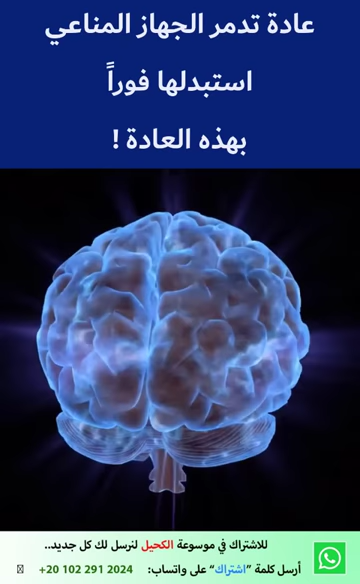 عادة تدمر الجهاز المناعي
استبدلها فوراً
بهذه العادة !
للاشتراك في موسوعة الكحيل لنرسل لك كل جديد..
أرسل كلمة "اشتراك" على واتساب: +20 102 291 2024